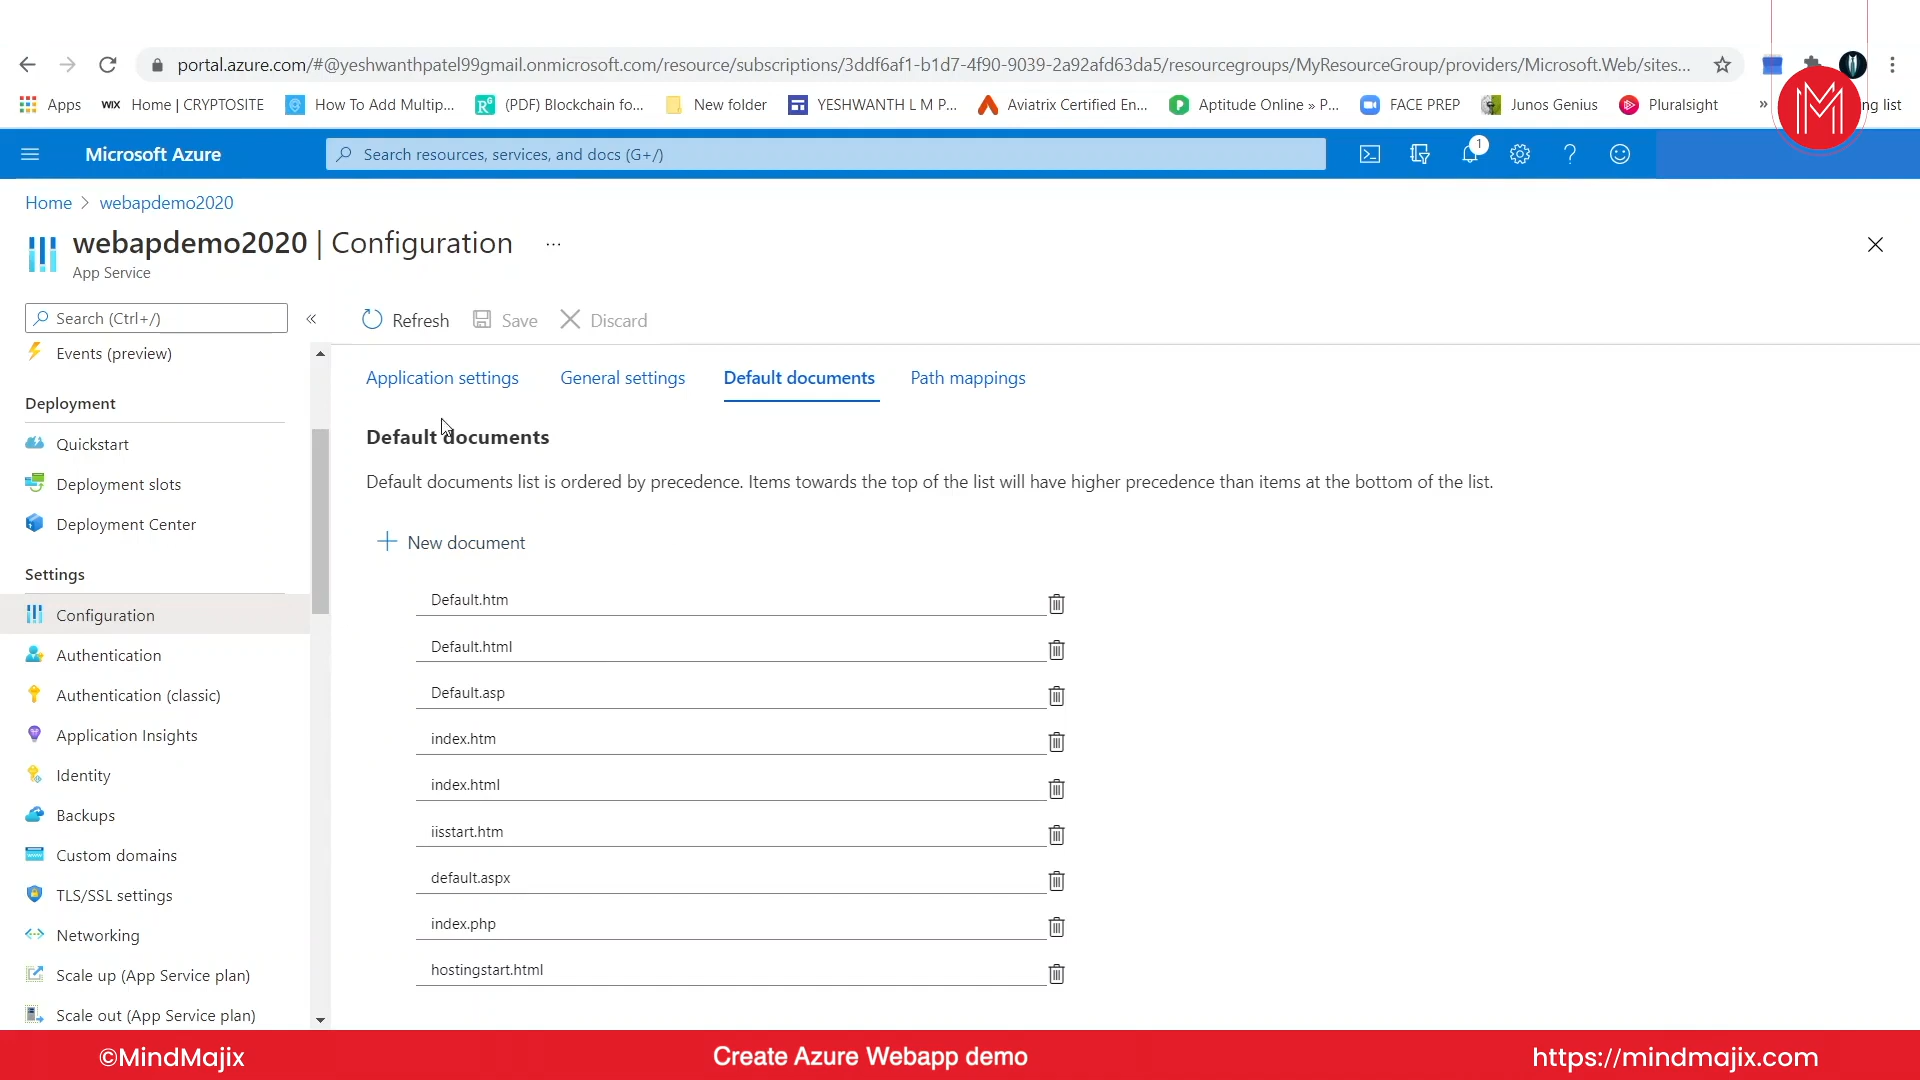 portal.azure.com/#@yeshwanthpatel99gmail.onmicrosoft.com/resource/subscriptions/3ddf6af1-b1d7-4f90-9039-2a92afd63da5/resourcegroups/MyResourceGroup/providers/Microsoft.Web/sites...
Apps WIX Home | CRYPTOSITE How To Add Multip... (PDF) Blockchain fo... New folder YESHWANTH L M P... Aviatrix Certified En... Aptitude Online » P... FACE PREP Junos Genius Pluralsight » ng list
Microsoft Azure
Search resources, services, and docs (G+/)
1
Home > webapdemo2020
webapdemo2020 | Configuration ...
App Service
Search (Ctrl+/) «
Refresh Save Discard
Events (preview)
Deployment
Quickstart
Deployment slots
Deployment Center
Settings
Configuration
Authentication
Authentication (classic)
Application Insights
Identity
Backups
Custom domains
TLS/SSL settings
Networking
Scale up (App Service plan)
Scale out (App Service plan)
Application settings General settings Default documents Path mappings
Default documents
Default documents list is ordered by precedence. Items towards the top of the list will have higher precedence than items at the bottom of the list.
New document
Default.htm
Default.html
Default.asp
index.htm
index.html
iisstart.htm
default.aspx
index.php
hostingstart.html
©MindMajix Create Azure Webapp demo https://mindmajix.com